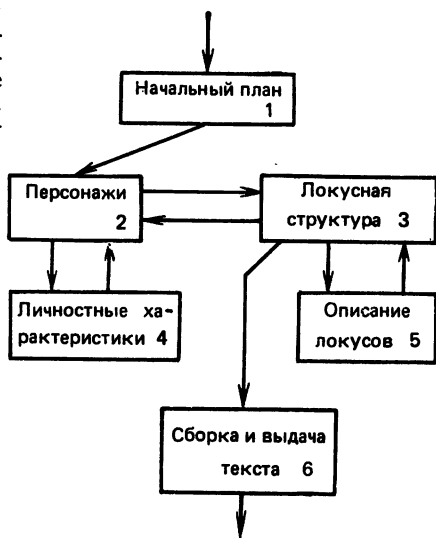 Начальный план
1
Персонажи
2
Локусная
структура 3
Личностные ха-
рактеристики 4
Описание
локусов 5
Сборка и выдача
текста 6